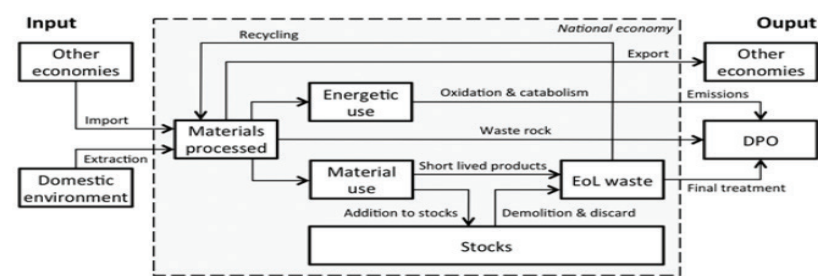 Input
Ouput
Recycling
National economy
Other
economies
Export
Other
economies
Energetic
use
Oxidation & catabolism
Emissions
Import
Materials
processed
Waste rock
DPO
Extraction
Domestic
environment
Material
use
Short lived products
EoL waste
Final treatment
Addition to stocks
Demolition & discard
Stocks